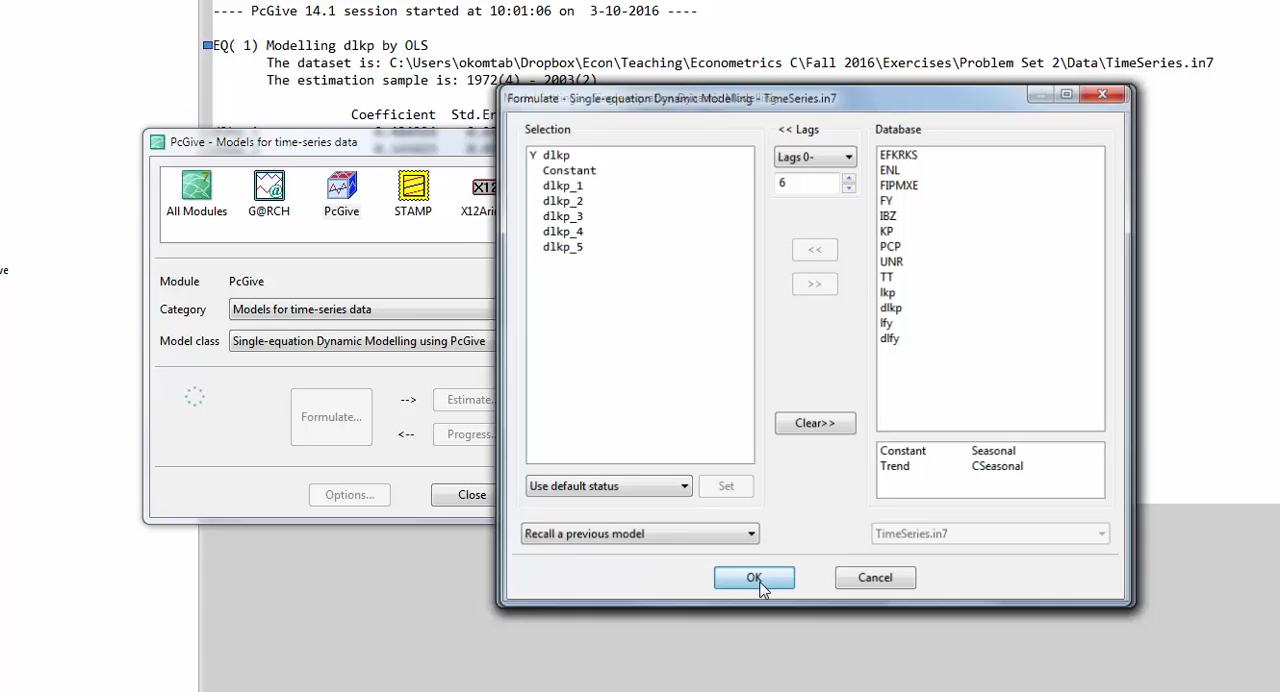 ---- PcGive 14.1 session started at 10:01:06 on 3-10-2016 ----
EQ( 1) Modelling dlkp by OLS
The dataset is: C:\Users\okomtab\Dropbox\Econ\Teaching\Econometrics C\Fall 2016\Exercises\Problem Set 2\Data\TimeSeries.in7
The estimation sample is: 1972(4) - 2003(2)
Coefficient Std.Er
PcGive - Models for time-series data
All Modules
G@RCH
PcGive
STAMP
X12Ari
Module PcGive
Category Models for time-series data
Model class Single-equation Dynamic Modelling using PcGive
Formulate...
-->
Estimate.
<--
Progress..
Options...
Close
ve
Formulate - Single-equation Dynamic Modelling - TimeSeries.in7
Selection
Y dlkp
Constant
dlkp_1
dlkp_2
dlkp_3
dlkp_4
dlkp_5
Use default status
Set
Recall a previous model
<< Lags
Lags 0-
6
<<
>>
Clear>>
Database
EFKRKS
ENL
FIPMXE
FY
IBZ
KP
PCP
UNR
TT
lkp
dlkp
lfy
dlfy
Constant Seasonal
Trend CSeasonal
TimeSeries.in7
OK
Cancel